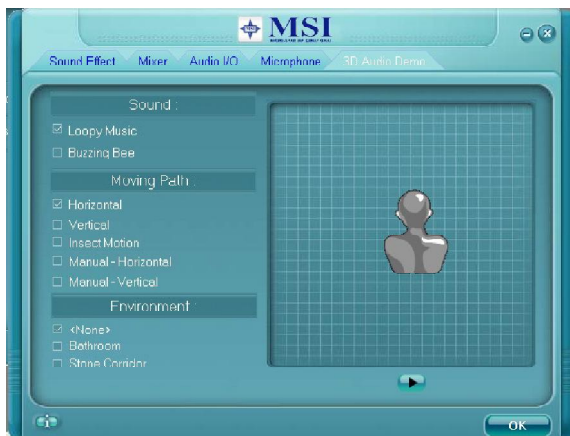 MSI
Sound Effect Mixer Audio I/O Microphone 3D Audio Demo
Sound :
Loopy Music
Buzzing Bee
Moving Path :
Horizontal
Vertical
Insect Motion
Manual - Horizontal
Manual - Vertical
Environment :
<None>
Bathroom
Stone Corridor
OK